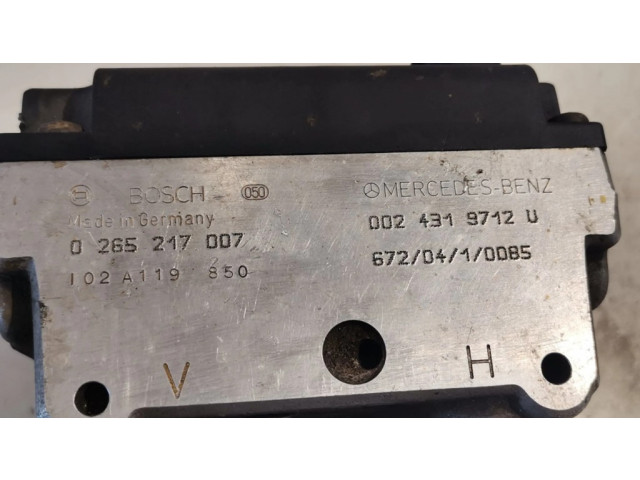 BOSCH 050
Made in Germany
0 265 217 007
I02 A119 850
MERCEDES-BENZ
002 431 9712 U
672/04/1/0085
V
H